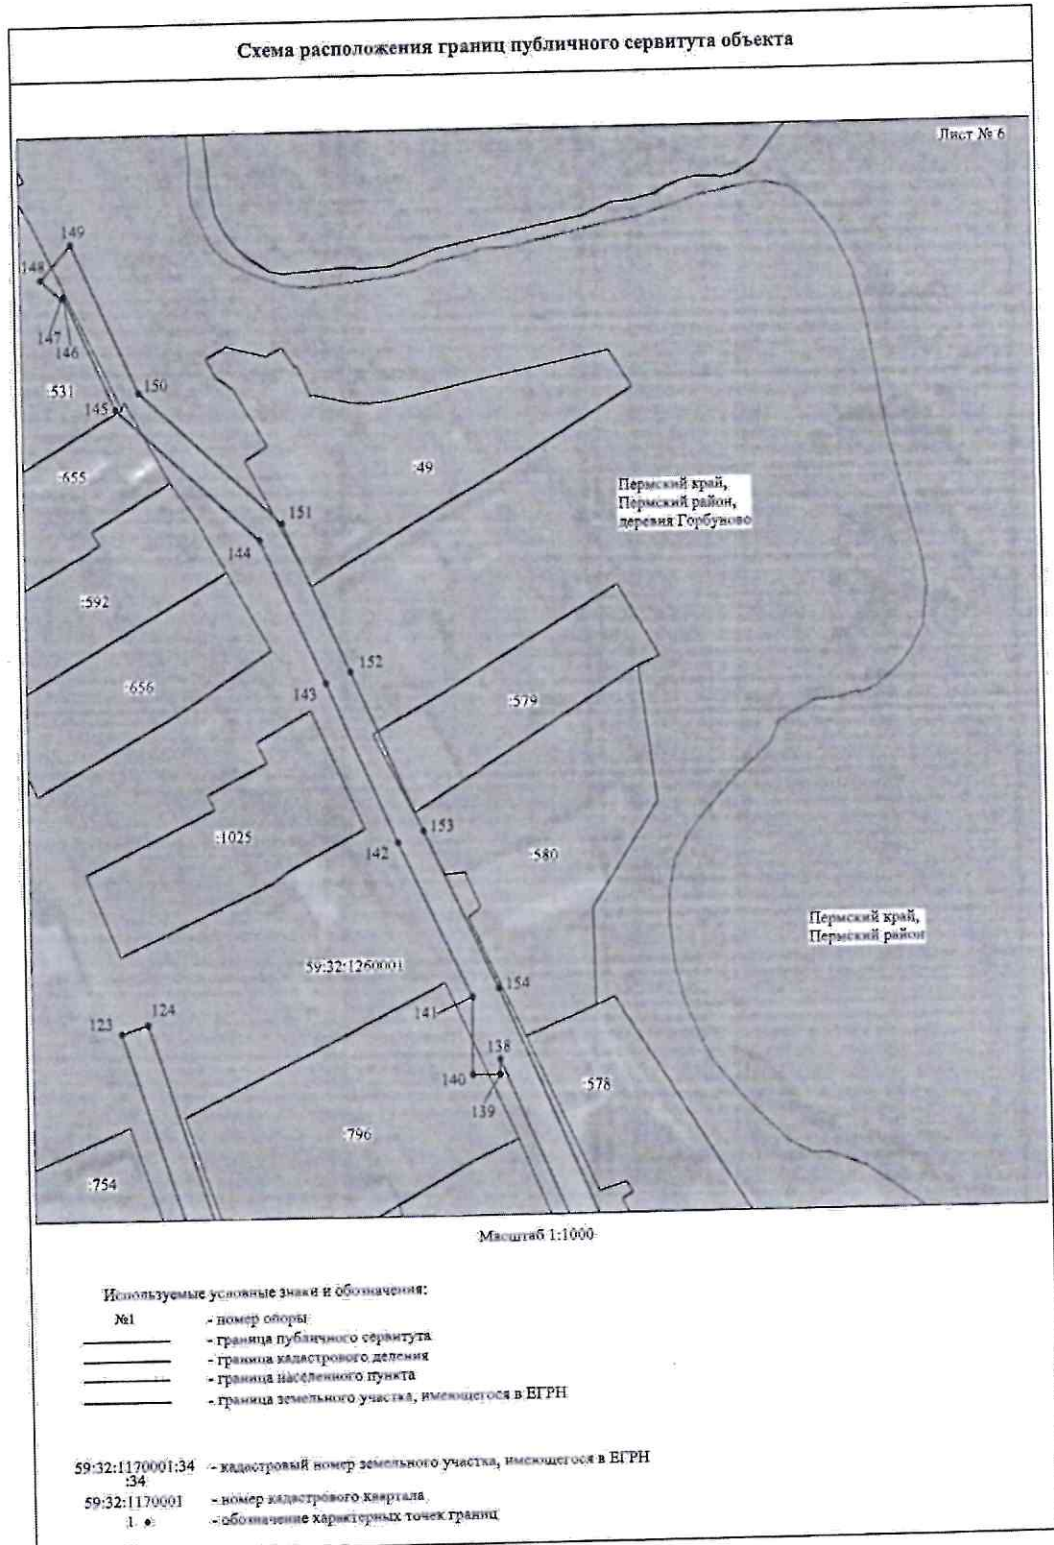 Схема расположения границ публичного сервитута объекта
Лист № 6
149
148
147
146
:531
150
145
:655
:49
Пермский край,
Пермский район,
деревня Горбуново
151
144
:592
152
:656
143
:579
:1025
153
142
:580
Пермский край,
Пермский район
59:32:1260001
154
141
123
124
138
140
:578
139
:796
:754
Масштаб 1:1000
Используемые условные знаки и обозначения:
№1 - номер опоры
- граница публичного сервитута
- граница кадастрового деления
- граница населенного пункта
- граница земельного участка, имеющегося в ЕГРН
59:32:1170001:34 - кадастровый номер земельного участка, имеющегося в ЕГРН
:34
59:32:1170001 - номер кадастрового квартала
1 - обозначение характерных точек границ